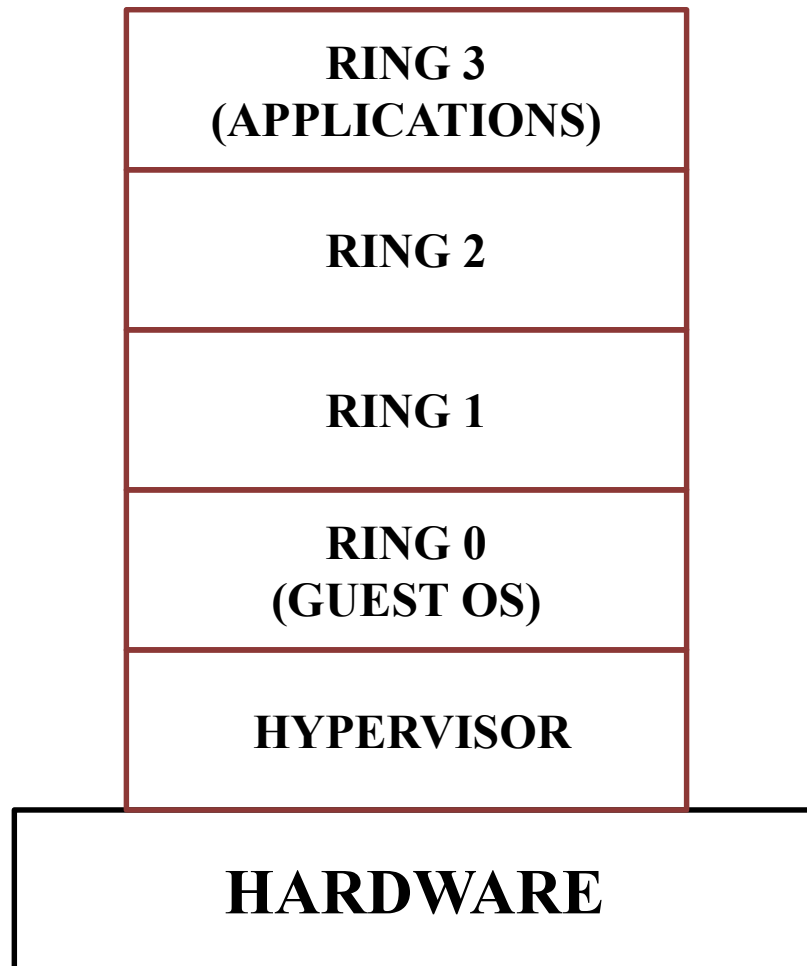 RING 3
(APPLICATIONS)
RING 2
RING 1
RING 0
(GUEST OS)
HYPERVISOR
HARDWARE